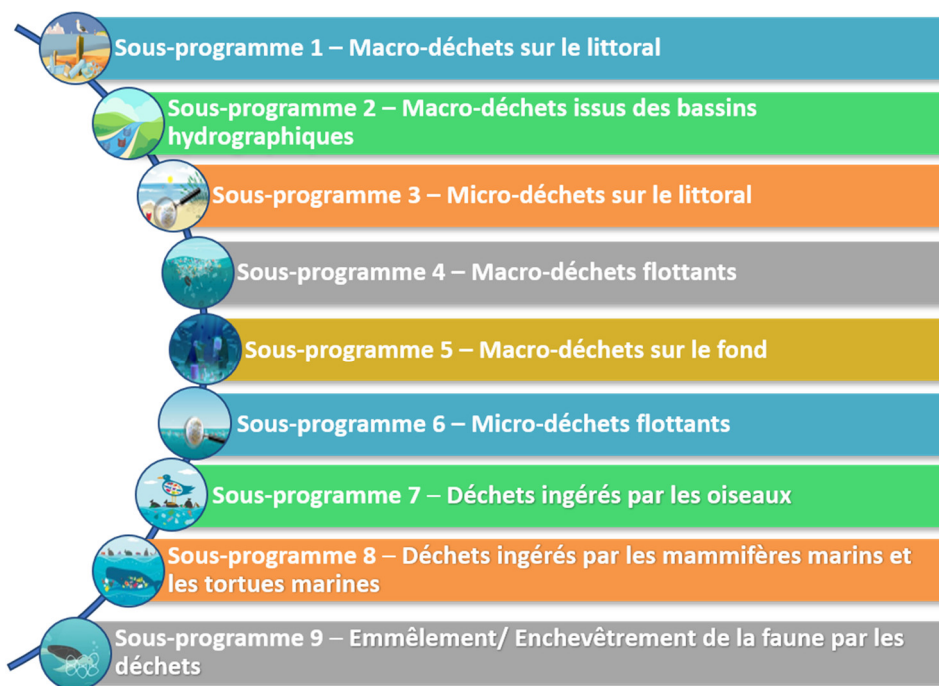 Sous-programme 1 – Macro-déchets sur le littoral
Sous-programme 2 – Macro-déchets issus des bassins
hydrographiques
Sous-programme 3 – Micro-déchets sur le littoral
Sous-programme 4 – Macro-déchets flottants
Sous-programme 5 – Macro-déchets sur le fond
Sous-programme 6 – Micro-déchets flottants
Sous-programme 7 – Déchets ingérés par les oiseaux
Sous-programme 8 – Déchets ingérés par les mammifères marins et
les tortues marines
Sous-programme 9 – Emmêlement/ Enchevêtrement de la faune par les
déchets